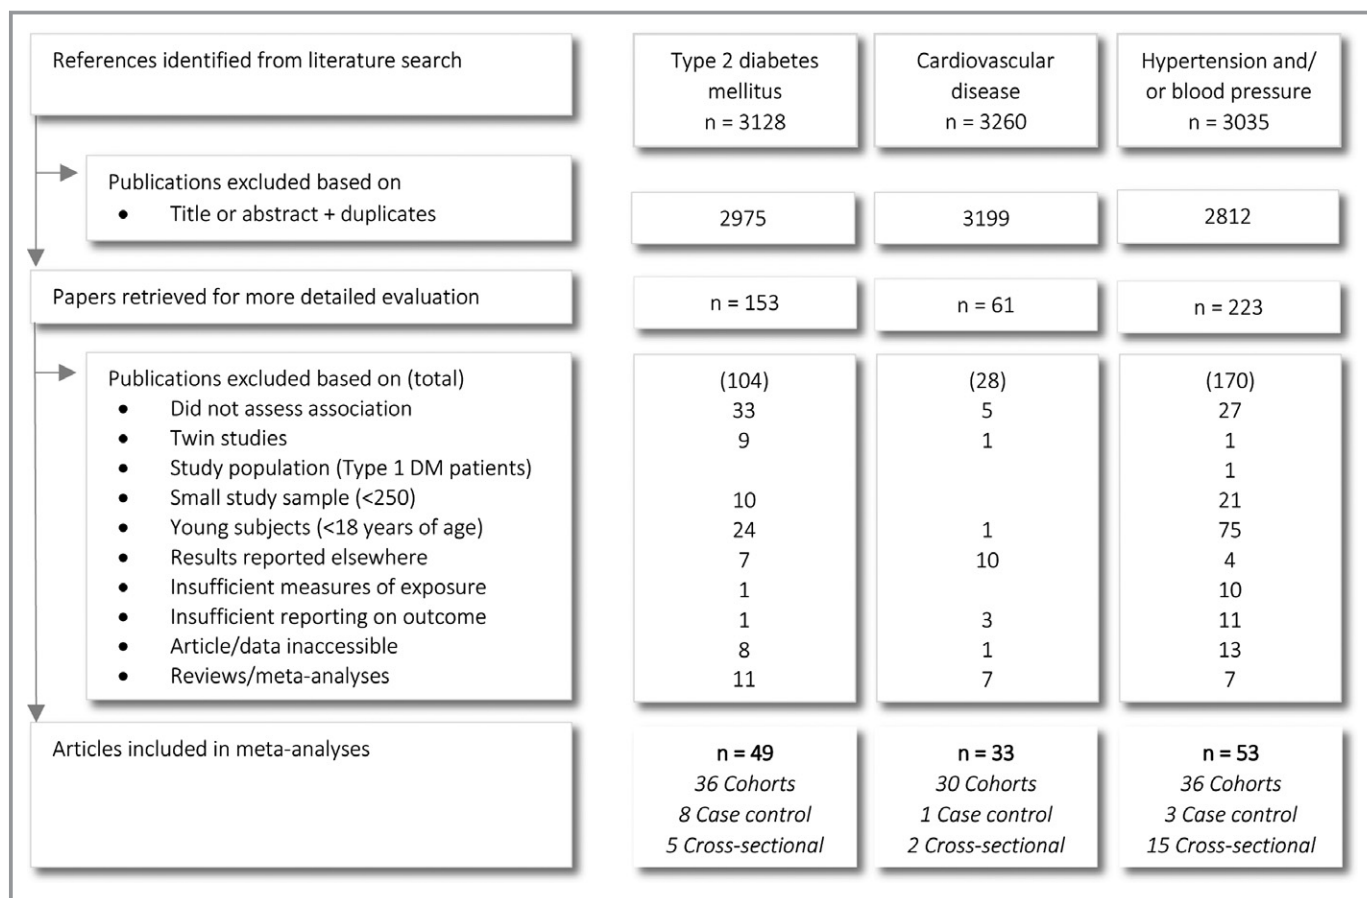 References identified from literature search
Type 2 diabetes
mellitus
n = 3128
Cardiovascular
disease
n = 3260
Hypertension and/
or blood pressure
n = 3035
Publications excluded based on
• Title or abstract + duplicates
2975
3199
2812
Papers retrieved for more detailed evaluation
n = 153
n = 61
n = 223
Publications excluded based on (total) (104) (28) (170)
• Did not assess association 33 5 27
• Twin studies 9 1 1
• Study population (Type 1 DM patients) 1
• Small study sample (<250) 10 21
• Young subjects (<18 years of age) 24 1 75
• Results reported elsewhere 7 10 4
• Insufficient measures of exposure 1 10
• Insufficient reporting on outcome 1 3 11
• Article/data inaccessible 8 1 13
• Reviews/meta-analyses 11 7 7
Articles included in meta-analyses
n = 49
36 Cohorts
8 Case control
5 Cross-sectional
n = 33
30 Cohorts
1 Case control
2 Cross-sectional
n = 53
36 Cohorts
3 Case control
15 Cross-sectional